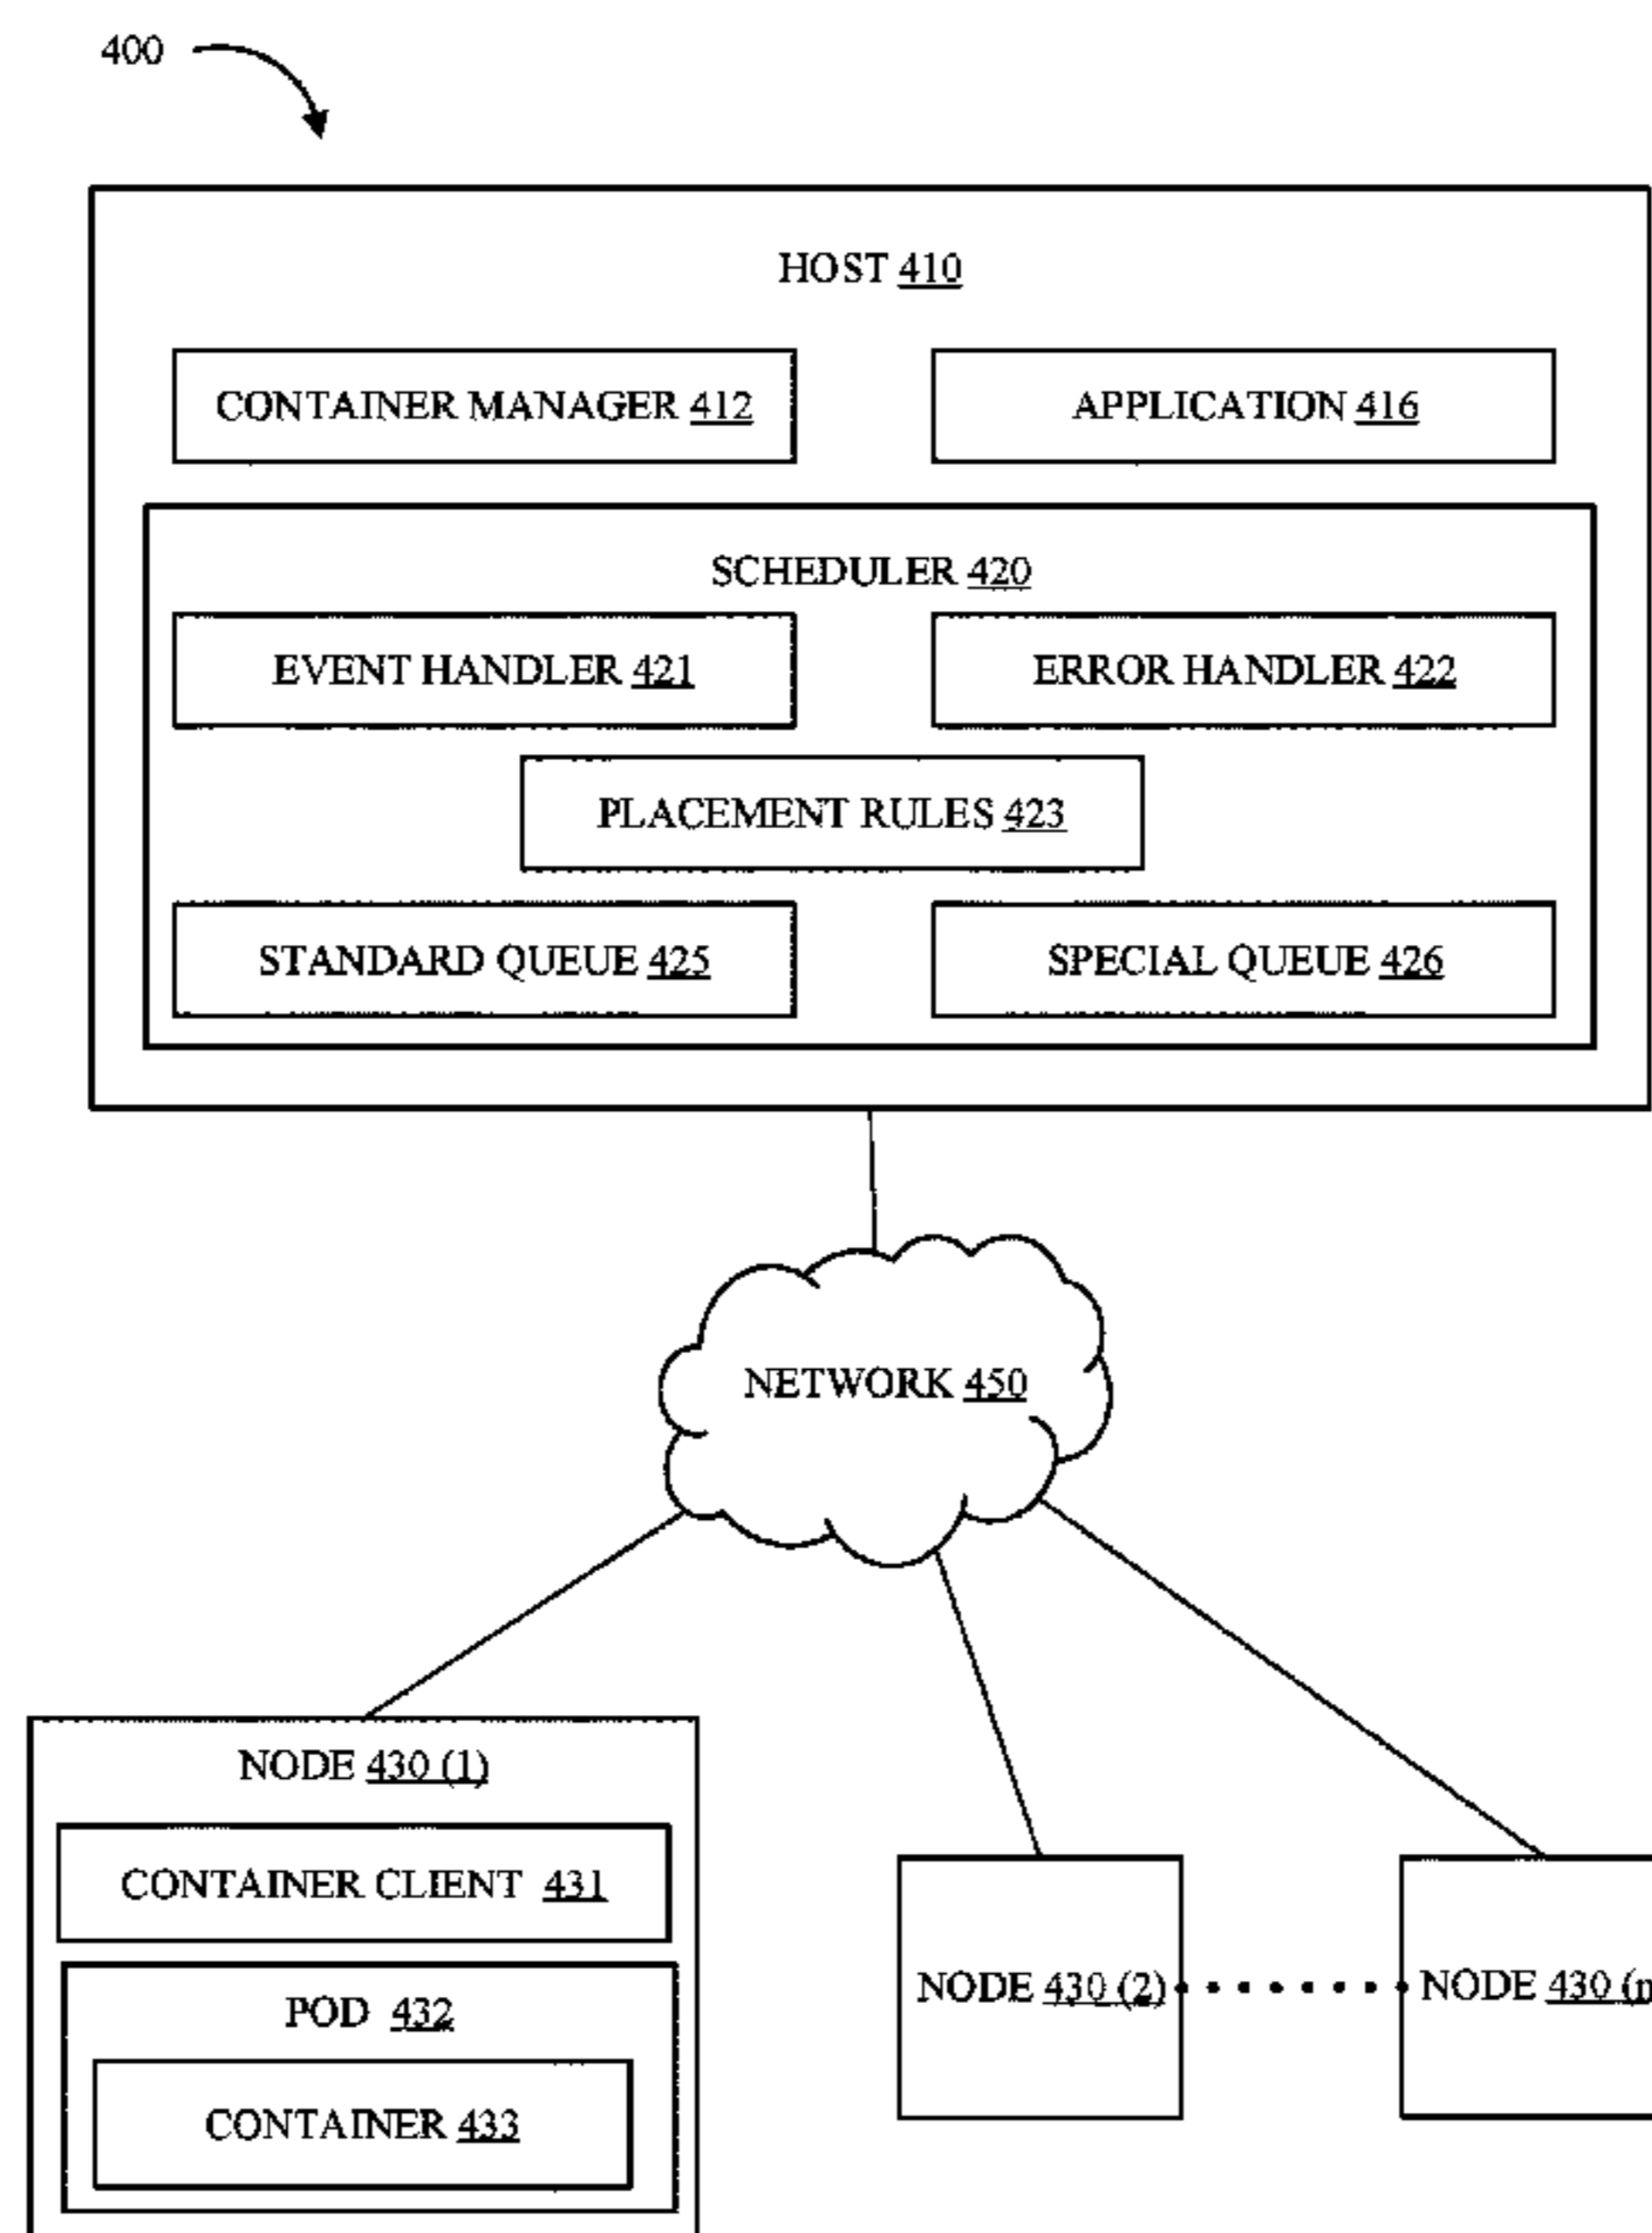 400
HOST 410
CONTAINER MANAGER 412
APPLICATION 416
SCHEDULER 420
EVENT HANDLER 421
ERROR HANDLER 422
PLACEMENT RULES 423
STANDARD QUEUE 425
SPECIAL QUEUE 426
NETWORK 450
NODE 430 (1)
CONTAINER CLIENT 431
POD 432
CONTAINER 433
NODE 430 (2)
NODE 430